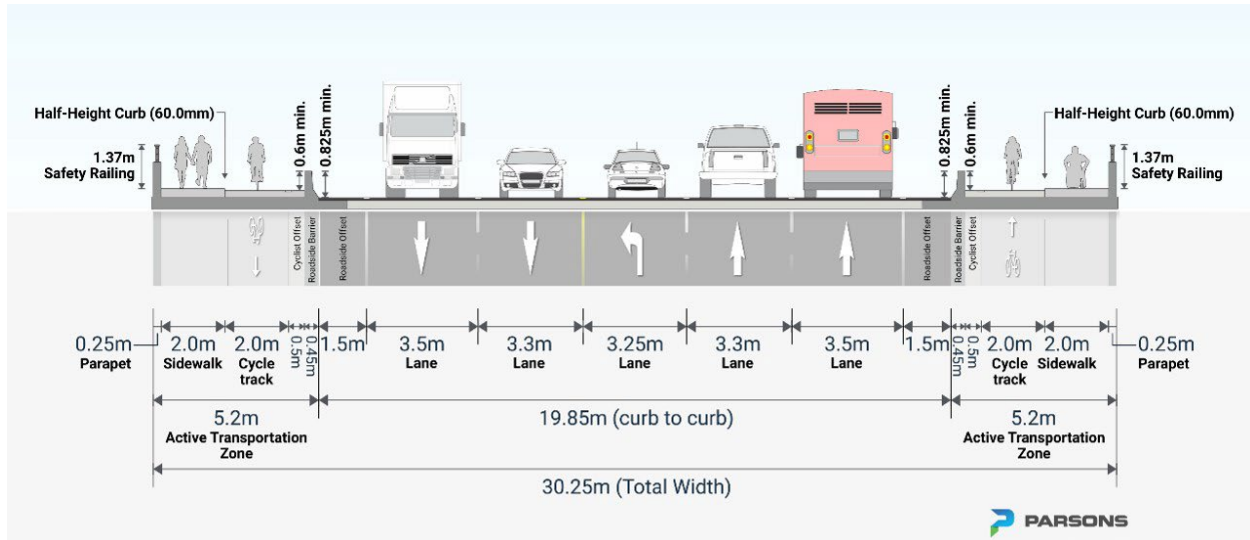 Half-Height Curb (60.0mm)
1.37m
Safety Railing
0.6m min.
0.825m min.
0.825m min.
0.6m min.
Half-Height Curb (60.0mm)
1.37m
Safety Railing
Cyclist Offset
Roadside Barrier
Roadside Offset
Roadside Offset
Roadside Barrier
Cyclist Offset
0.25m
Parapet
2.0m
Sidewalk
2.0m
Cycle
track
0.5m
0.45m
1.5m
3.5m
Lane
3.3m
Lane
3.25m
Lane
3.3m
Lane
3.5m
Lane
1.5m
0.45m
0.5m
2.0m
Cycle
track
2.0m
Sidewalk
0.25m
Parapet
5.2m
Active Transportation
Zone
19.85m (curb to curb)
5.2m
Active Transportation
Zone
30.25m (Total Width)
PARSONS